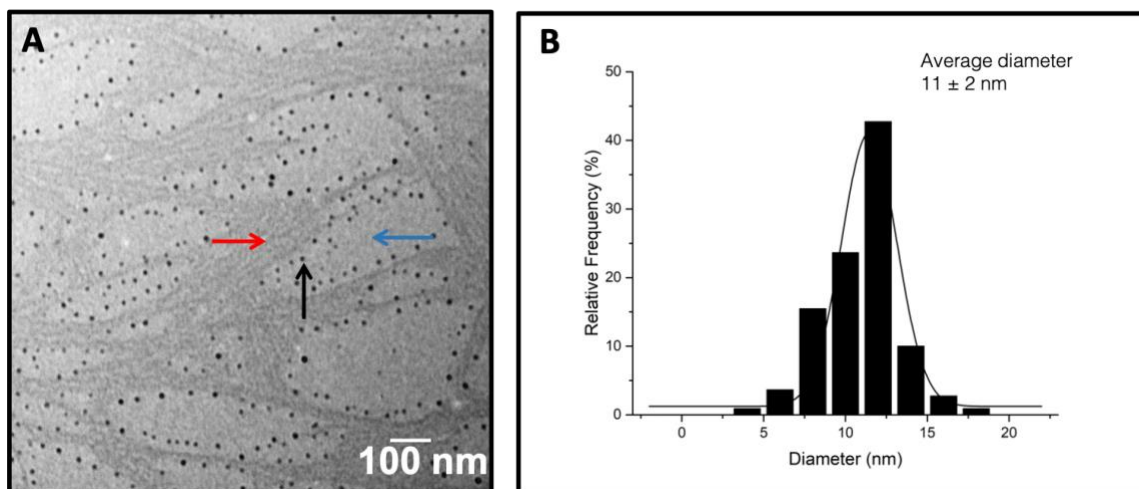 A
100 nm
B
Average diameter
11 ± 2 nm
Relative Frequency (%)
50
40
30
20
10
0
0 5 10 15 20
Diameter (nm)